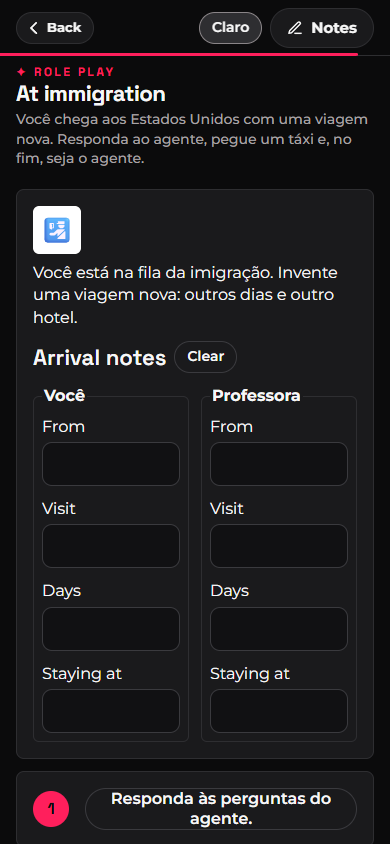 Back
Claro
Notes
ROLE PLAY
At immigration
Você chega aos Estados Unidos com uma viagem
nova. Responda ao agente, pegue um táxi e, no
fim, seja o agente.
Você está na fila da imigração. Invente
uma viagem nova: outros dias e outro
hotel.
Arrival notes
Clear
Você
From
Visit
Days
Staying at
Professora
From
Visit
Days
Staying at
1
Responda às perguntas do
agente.